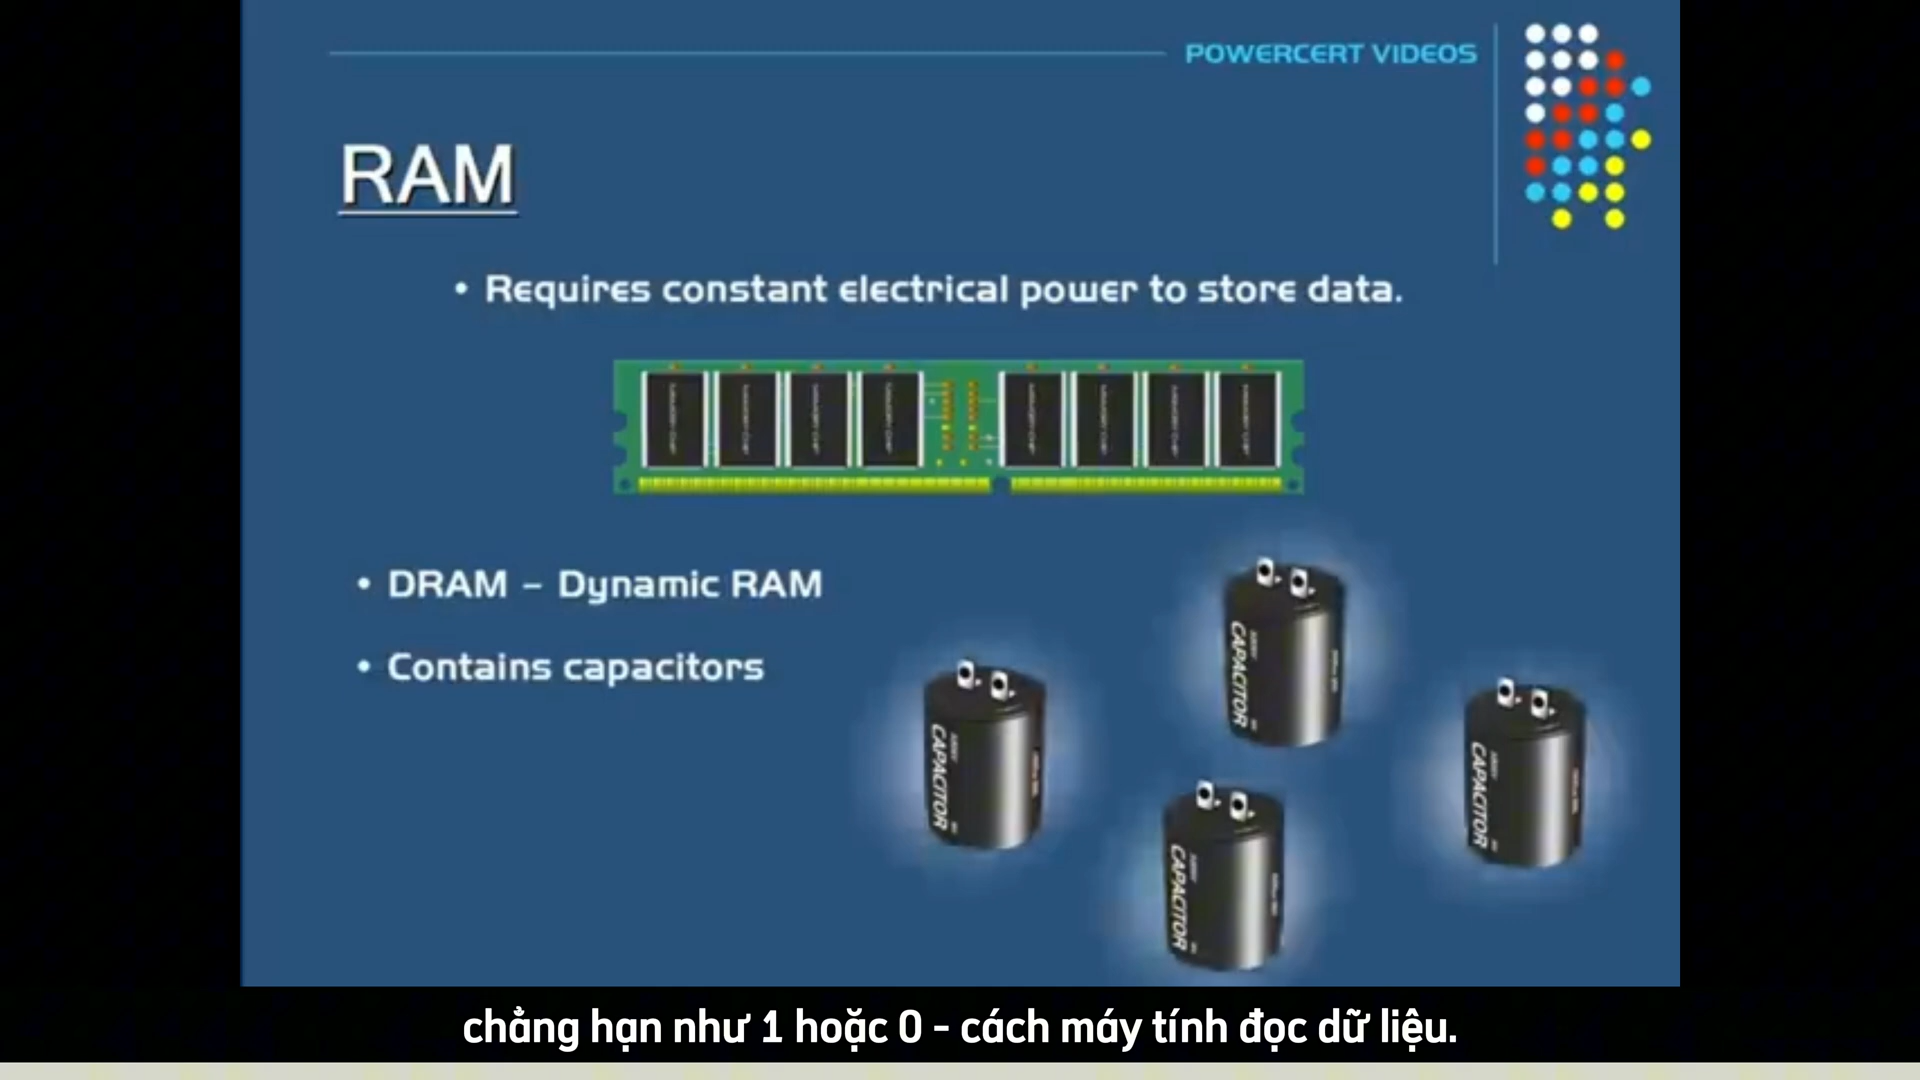 POWERCERT VIDEOS
RAM
• Requires constant electrical power to store data.
• DRAM – Dynamic RAM
• Contains capacitors
CAPACITOR
CAPACITOR
CAPACITOR
CAPACITOR
chẳng hạn như 1 hoặc 0 - cách máy tính đọc dữ liệu.